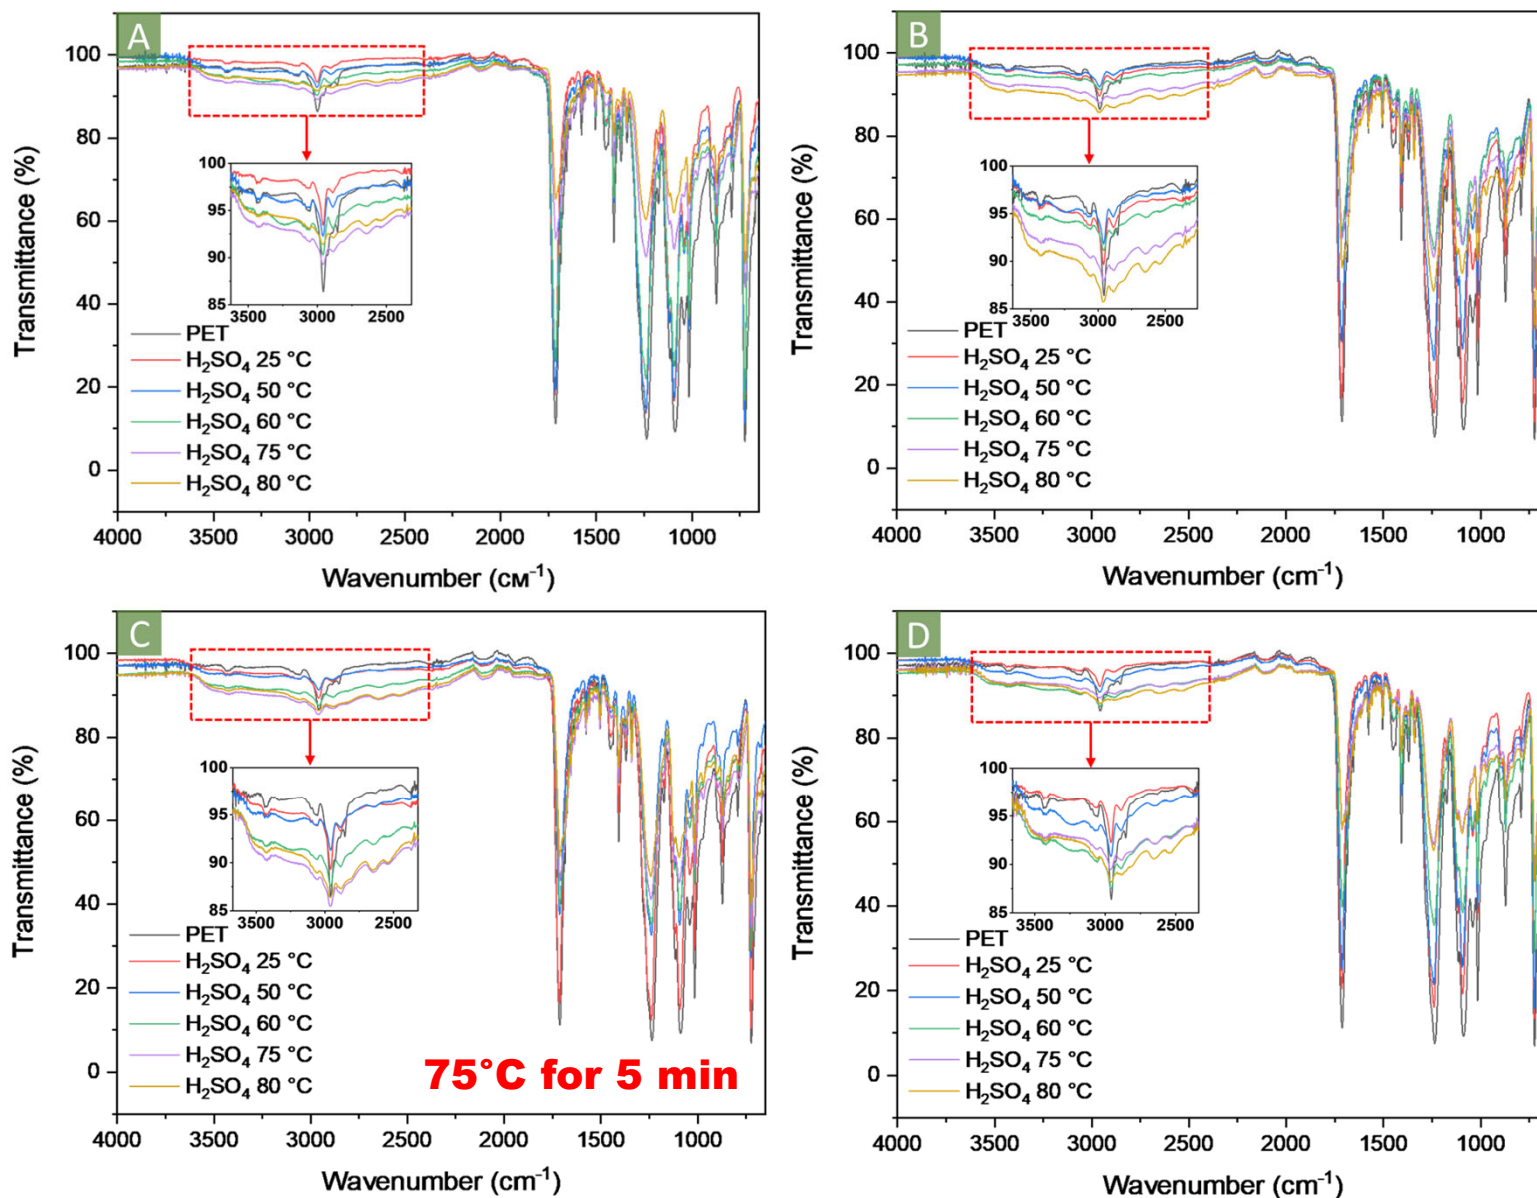 A
Transmittance (%)
100
80
60
40
20
0
100
95
90
85
3500 3000 2500
PET
H₂SO₄ 25 °C
H₂SO₄ 50 °C
H₂SO₄ 60 °C
H₂SO₄ 75 °C
H₂SO₄ 80 °C
4000 3500 3000 2500 2000 1500 1000
Wavenumber (см⁻¹)
B
Transmittance (%)
100
80
60
40
20
0
100
95
90
85
3500 3000 2500
PET
H₂SO₄ 25 °C
H₂SO₄ 50 °C
H₂SO₄ 60 °C
H₂SO₄ 75 °C
H₂SO₄ 80 °C
4000 3500 3000 2500 2000 1500 1000
Wavenumber (cm⁻¹)
C
Transmittance (%)
100
80
60
40
20
0
100
95
90
85
3500 3000 2500
PET
H₂SO₄ 25 °C
H₂SO₄ 50 °C
H₂SO₄ 60 °C
H₂SO₄ 75 °C
H₂SO₄ 80 °C
75°C for 5 min
4000 3500 3000 2500 2000 1500 1000
Wavenumber (cm⁻¹)
D
Transmittance (%)
100
80
60
40
20
0
100
95
90
85
3500 3000 2500
PET
H₂SO₄ 25 °C
H₂SO₄ 50 °C
H₂SO₄ 60 °C
H₂SO₄ 75 °C
H₂SO₄ 80 °C
4000 3500 3000 2500 2000 1500 1000
Wavenumber (cm⁻¹)